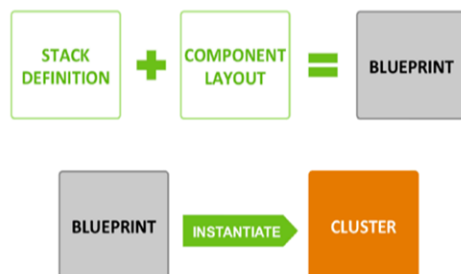 STACK
DEFINITION
COMPONENT
LAYOUT
BLUEPRINT
BLUEPRINT
INSTANTIATE
CLUSTER